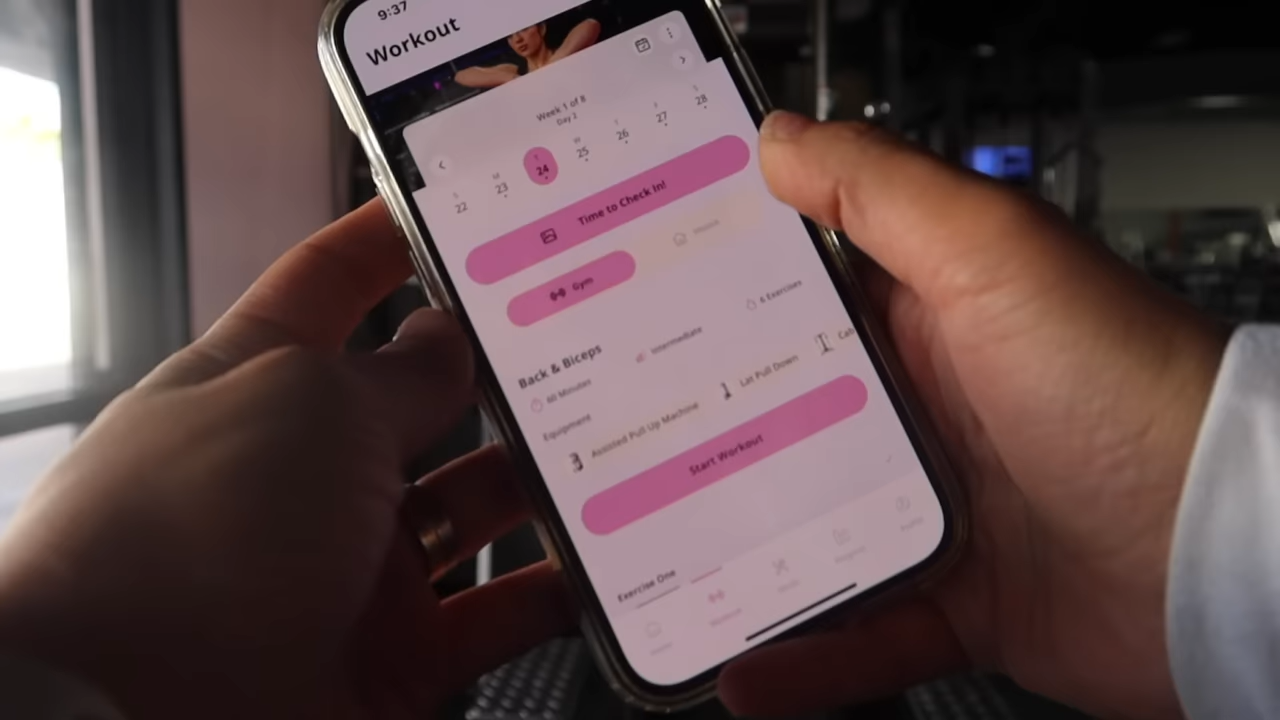 9:37
Workout
Week 1 of 8
Day 2
S M T W T F S
22 23 24 25 26 27 28
Time to Check In!
Gym
Back & Biceps
60 Minutes Intermediate 6 Exercises
Equipment
Assisted Pull Up Machine Lat Pull Down Cab
Start Workout
Exercise One